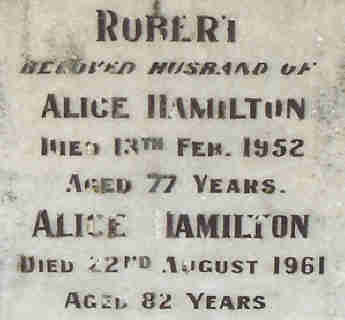 ROBERT
BELOVED HUSBAND OF
ALICE HAMILTON
DIED 13TH FEB. 1952
AGED 77 YEARS.
ALICE HAMILTON
DIED 22ND AUGUST 1961
AGED 82 YEARS